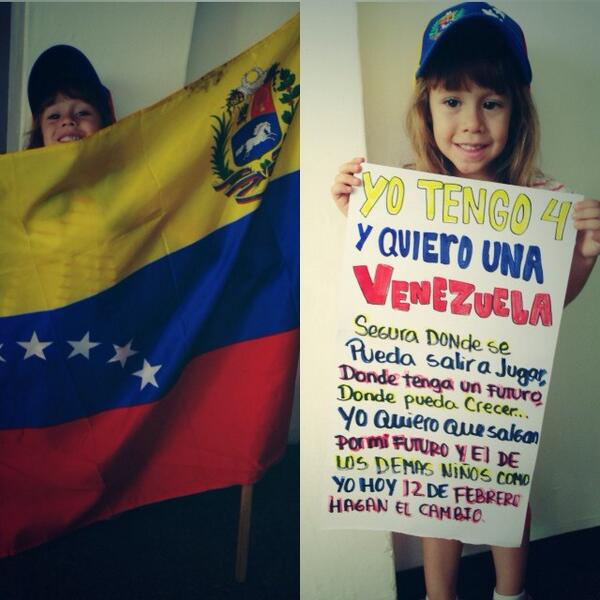 YO TENGO 4
Y QUIERO UNA
VENEZUELA
Segura DONde se
Pueda salir a Jugar,
Donde tenga un FUTURO,
Donde pueda Crecer...
YO QUIERO QUE salgan
por mi FUTURO Y El DE
LOS DEMAS NIÑOS COMO
YO HOY 12 DE FEBRERO
HAGAN EL CAMBIO.